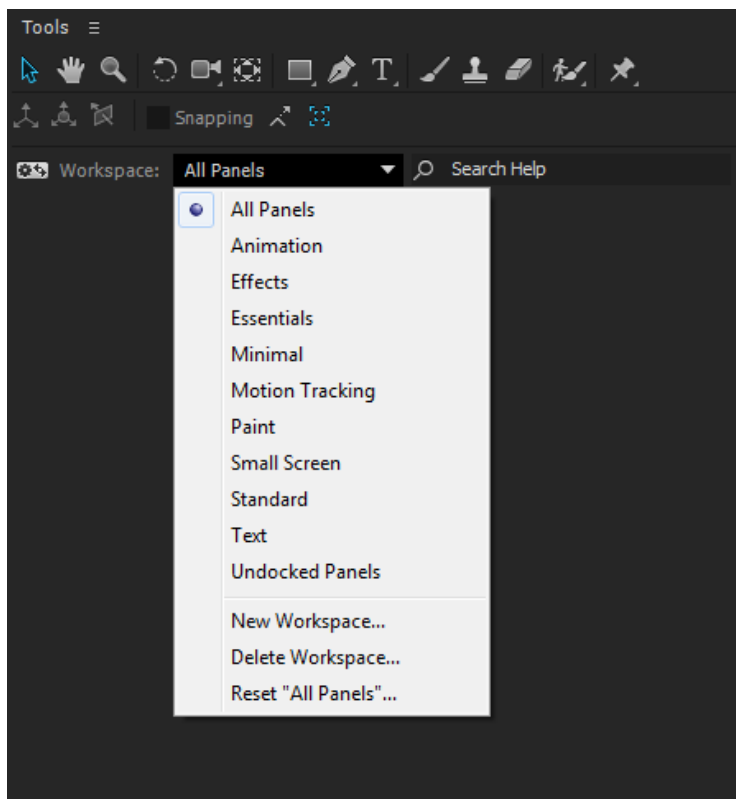 Tools
T
Snapping
Workspace: All Panels Search Help
All Panels
Animation
Effects
Essentials
Minimal
Motion Tracking
Paint
Small Screen
Standard
Text
Undocked Panels
New Workspace...
Delete Workspace...
Reset "All Panels"...